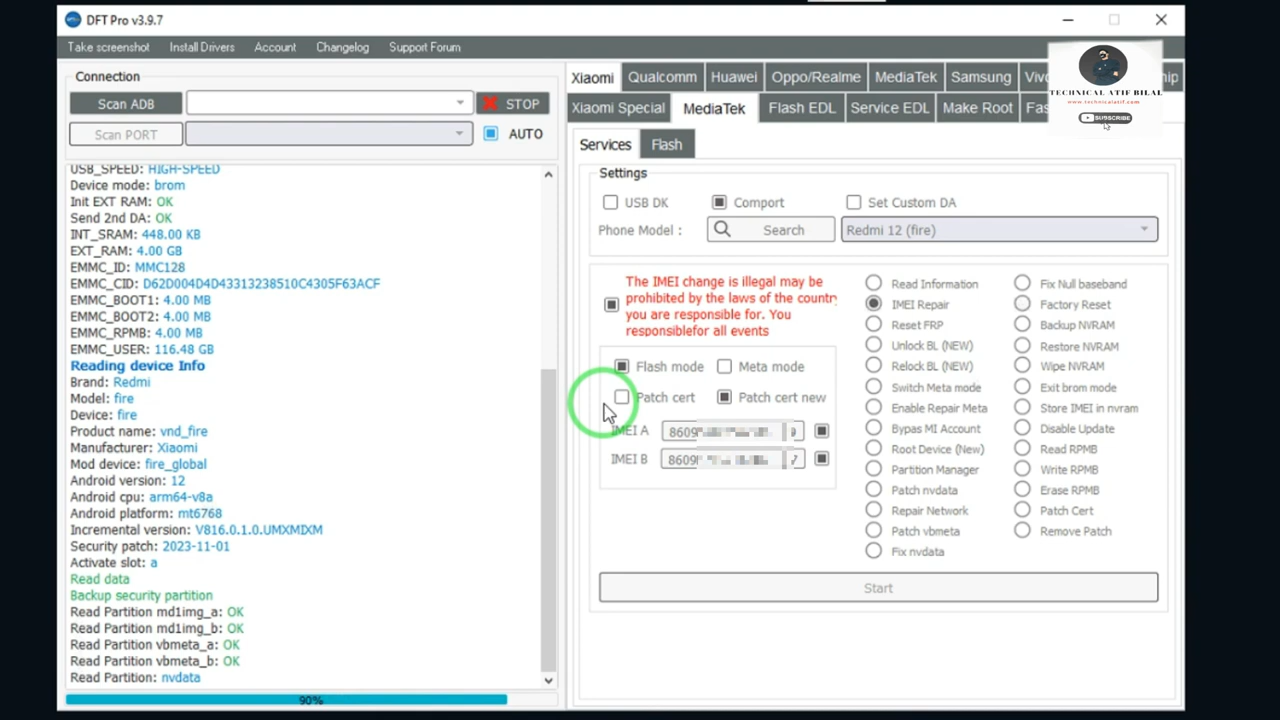 DFT Pro v3.9.7
Take screenshot Install Drivers Account Changelog Support Forum
Connection
Scan ADB STOP
Scan PORT AUTO
USB_SPEED: HIGH-SPEED
Device mode: brom
Init EXT RAM: OK
Send 2nd DA: OK
INT_SRAM: 448.00 KB
EXT_RAM: 4.00 GB
EMMC_ID: MMC128
EMMC_CID: D62D004D4D43313238510C4305F63ACF
EMMC_BOOT1: 4.00 MB
EMMC_BOOT2: 4.00 MB
EMMC_RPMB: 4.00 MB
EMMC_USER: 116.48 GB
Reading device Info
Brand: Redmi
Model: fire
Device: fire
Product name: vnd_fire
Manufacturer: Xiaomi
Mod device: fire_global
Android version: 12
Android cpu: arm64-v8a
Android platform: mt6768
Incremental version: V816.0.1.0.UMXMIXM
Security patch: 2023-11-01
Activate slot: a
Read data
Backup security partition
Read Partition md1img_a: OK
Read Partition md1img_b: OK
Read Partition vbmeta_a: OK
Read Partition vbmeta_b: OK
Read Partition: nvdata
90%
Xiaomi Qualcomm Huawei Oppo/Realme MediaTek Samsung
Xiaomi Special MediaTek Flash EDL Service EDL Make Root
TECHNICAL ATIF BILAL
www.technicalatif.com
SUBSCRIBE
Services Flash
Settings
USB DK Comport Set Custom DA
Phone Model : Search Redmi 12 (fire)
The IMEI change is illegal may be
prohibited by the laws of the country
you are responsible for. You
responsiblefor all events
Flash mode Meta mode
Patch cert Patch cert new
IMEI A 8609
IMEI B 8609
Read Information Fix Null baseband
IMEI Repair Factory Reset
Reset FRP Backup NVRAM
Unlock BL (NEW) Restore NVRAM
Relock BL (NEW) Wipe NVRAM
Switch Meta mode Exit brom mode
Enable Repair Meta Store IMEI in nvram
Bypas MI Account Disable Update
Root Device (New) Read RPMB
Partition Manager Write RPMB
Patch nvdata Erase RPMB
Repair Network Patch Cert
Patch vbmeta Remove Patch
Fix nvdata
Start